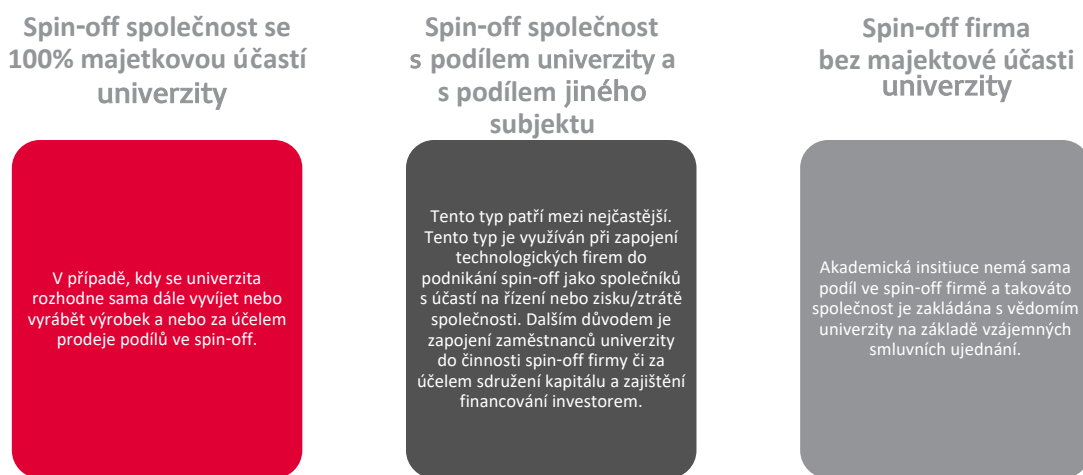 Spin-off společnost se
100% majetkovou účastí
univerzity
V případě, kdy se univerzita
rozhodne sama dále vyvíjet nebo
vyrábět výrobek a nebo za účelem
prodeje podílů ve spin-off.
Spin-off společnost
s podílem univerzity a
s podílem jiného
subjektu
Tento typ patří mezi nejčastější.
Tento typ je využíván při zapojení
technologických firem do
podnikání spin-off jako společníků
s účastí na řízení nebo zisku/ztrátě
společnosti. Dalším důvodem je
zapojení zaměstnanců univerzity
do činnosti spin-off firmy či za
účelem sdružení kapitálu a zajištění
financování investorem.
Spin-off firma
bez majektové účasti
univerzity
Akademická insitiuce nemá sama
podíl ve spin-off firmě a takováto
společnost je zakládána s vědomím
univerzity na základě vzájemných
smluvních ujednání.